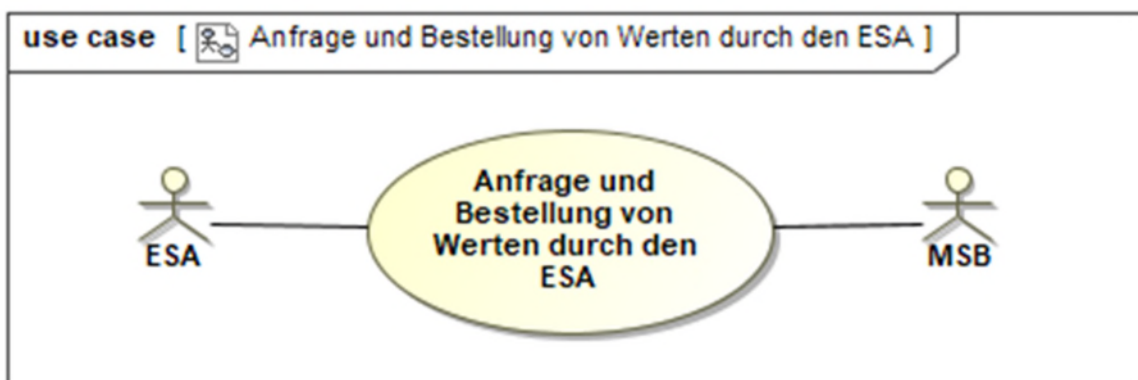 use case [ Anfrage und Bestellung von Werten durch den ESA ]
Anfrage und
Bestellung von
Werten durch den
ESA
ESA
MSB